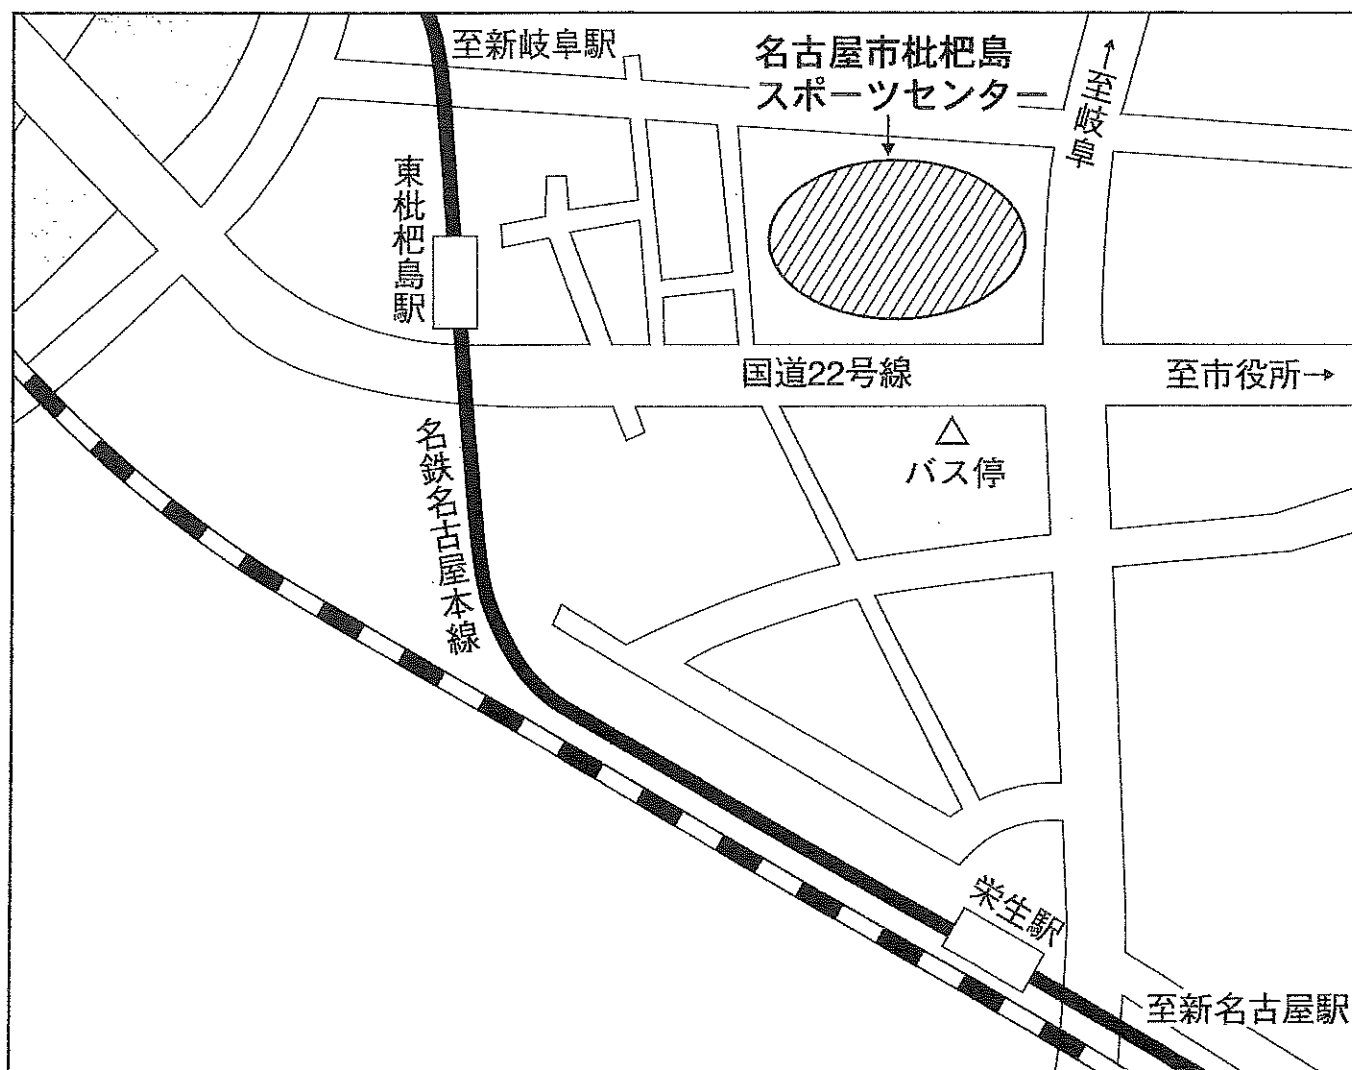 至新岐阜駅
名古屋市枇杷島
スポーツセンター
↑至岐阜
東枇杷島駅
国道22号線
至市役所→
バス停
名鉄名古屋本線
栄生駅
至新名古屋駅